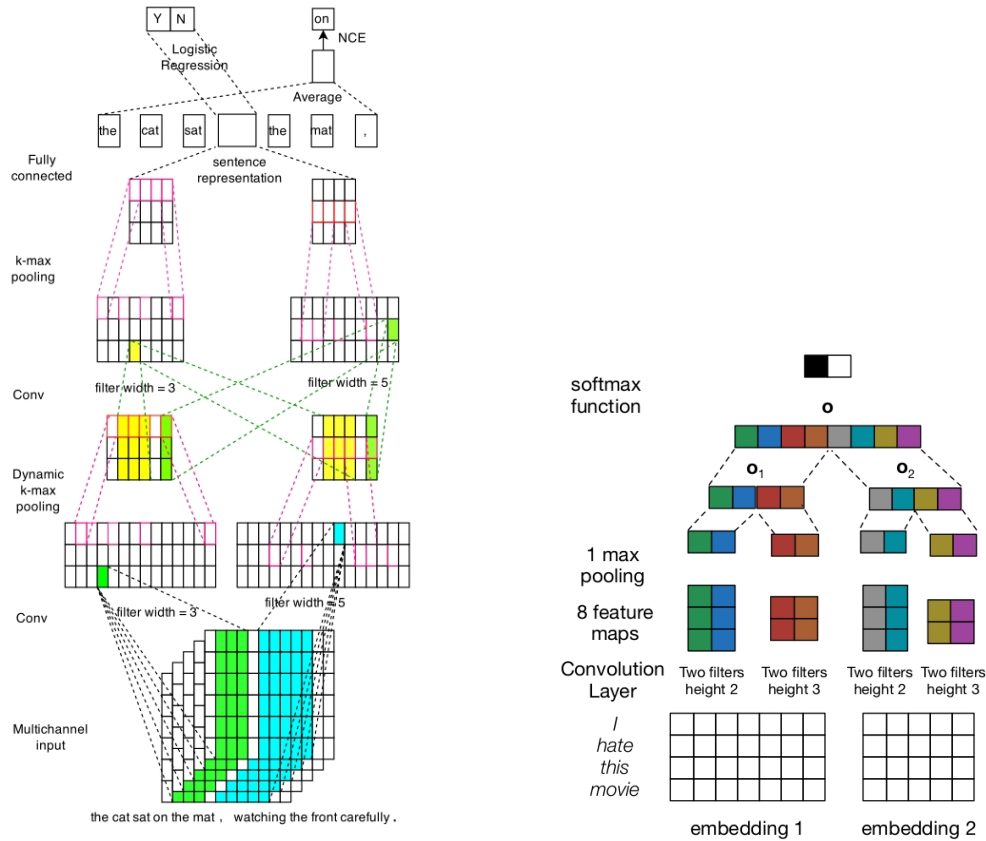 Y N
on
NCE
Logistic
Regression
Average
the cat sat the mat ,
Fully
connected
sentence
representation
k-max
pooling
filter width = 3
filter width = 5
Conv
Dynamic
k-max
pooling
filter width = 3
filter width = 5
Conv
Multichannel
input
the cat sat on the mat , watching the front carefully .
softmax
function
o
o1
o2
1 max
pooling
8 feature
maps
Convolution
Layer
Two filters
height 2
Two filters
height 3
Two filters
height 2
Two filters
height 3
I
hate
this
movie
embedding 1
embedding 2